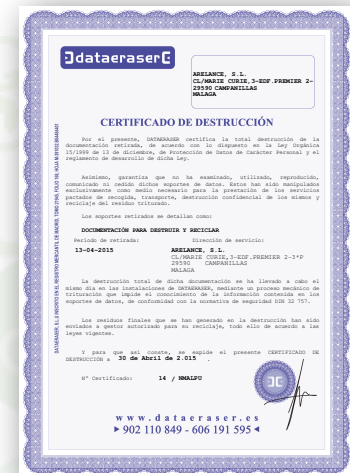 dataeraser
ARELANCE, S.L.
CL/MARIE CURIE,3-EDF.PREMIER 2-
29590 CAMPANILLAS
MALAGA
CERTIFICADO DE DESTRUCCIÓN
Por el presente, DATAERASER certifica la total destrucción de la
documentación retirada, de acuerdo con lo dispuesto en la Ley Orgánica
15/1999 de 13 de diciembre, de Protección de Datos de Carácter Personal y el
reglamento de desarrollo de dicha Ley.
Asimismo, garantiza que no ha examinado, utilizado, reproducido,
comunicado ni cedido dichos soportes de datos. Estos han sido manipulados
exclusivamente como medio necesario para la prestación de los servicios
pactados de recogida, transporte, destrucción confidencial de los mismos y
reciclaje del residuo triturado.
Los soportes retirados se detallan como:
DOCUMENTACIÓN PARA DESTRUIR Y RECICLAR
Periodo de retirada: Dirección de servicio:
13-04-2015 ARELANCE, S.L.
CL/MARIE CURIE,3-EDF.PREMIER 2-3ªP
29590 CAMPANILLAS
MALAGA
La destrucción total de dicha documentación se ha llevado a cabo el
mismo día en las instalaciones de DATAERASER, mediante un proceso mecánico de
trituración que impide el conocimiento de la información contenida en los
soportes de datos, de conformidad con la normativa de seguridad DIN 32 757.
Los residuos finales que se han generado en la destrucción han sido
enviados a gestor autorizado para su reciclaje, todo ello de acuerdo a las
leyes vigentes.
Y para que así conste, se expide el presente CERTIFICADO DE
DESTRUCCIÓN a 30 de Abril de 2.015 .
Nº Certificado: 14 / NMALPU
www.dataeraser.es
902 110 849 - 606 191 595